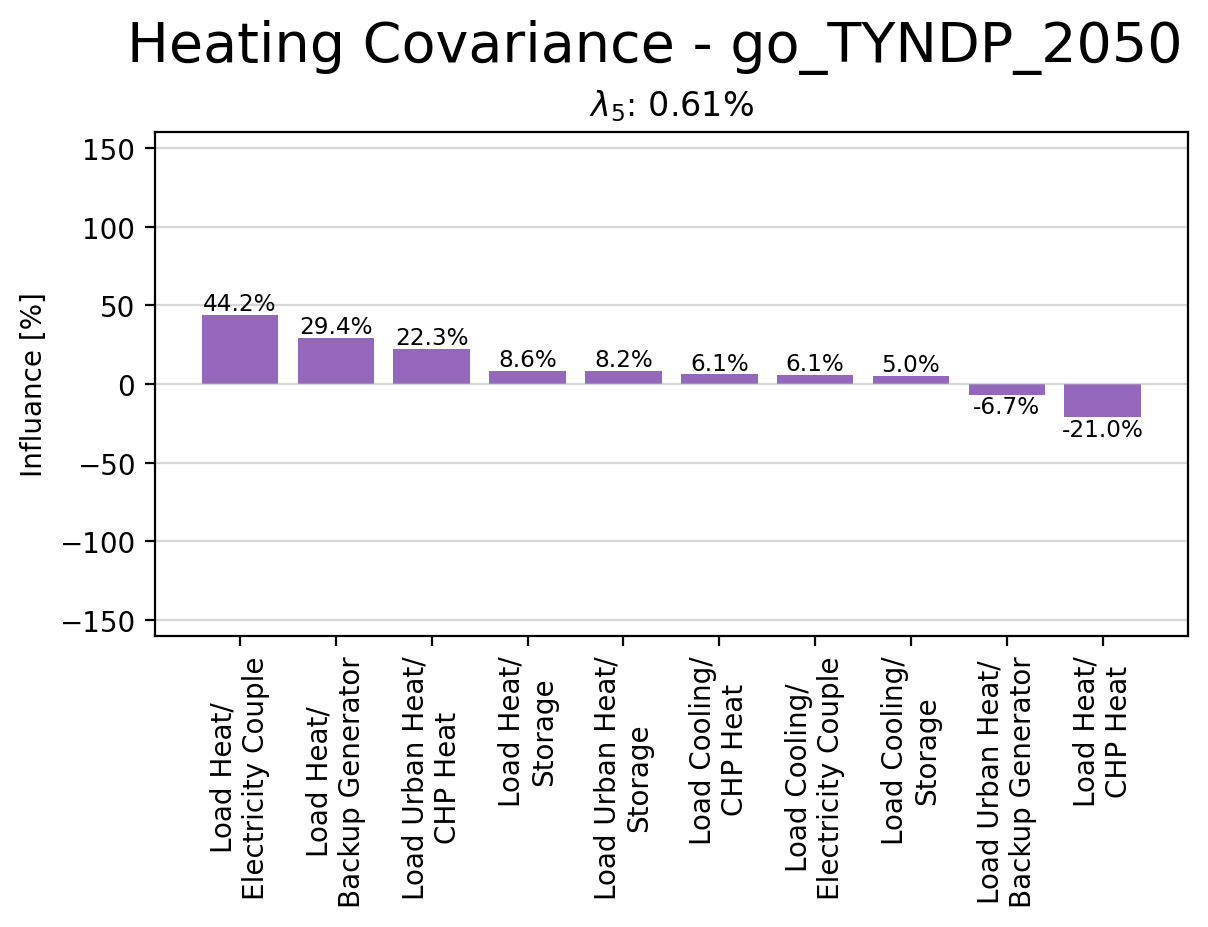 Heating Covariance - go_TYNDP_2050
λ5: 0.61%
Influance [%]
150
100
50
0
−50
−100
−150
44.2%
29.4%
22.3%
8.6%
8.2%
6.1%
6.1%
5.0%
-6.7%
-21.0%
Load Heat/
Electricity Couple
Load Heat/
Backup Generator
Load Urban Heat/
CHP Heat
Load Heat/
Storage
Load Urban Heat/
Storage
Load Cooling/
CHP Heat
Load Cooling/
Electricity Couple
Load Cooling/
Storage
Load Urban Heat/
Backup Generator
Load Heat/
CHP Heat